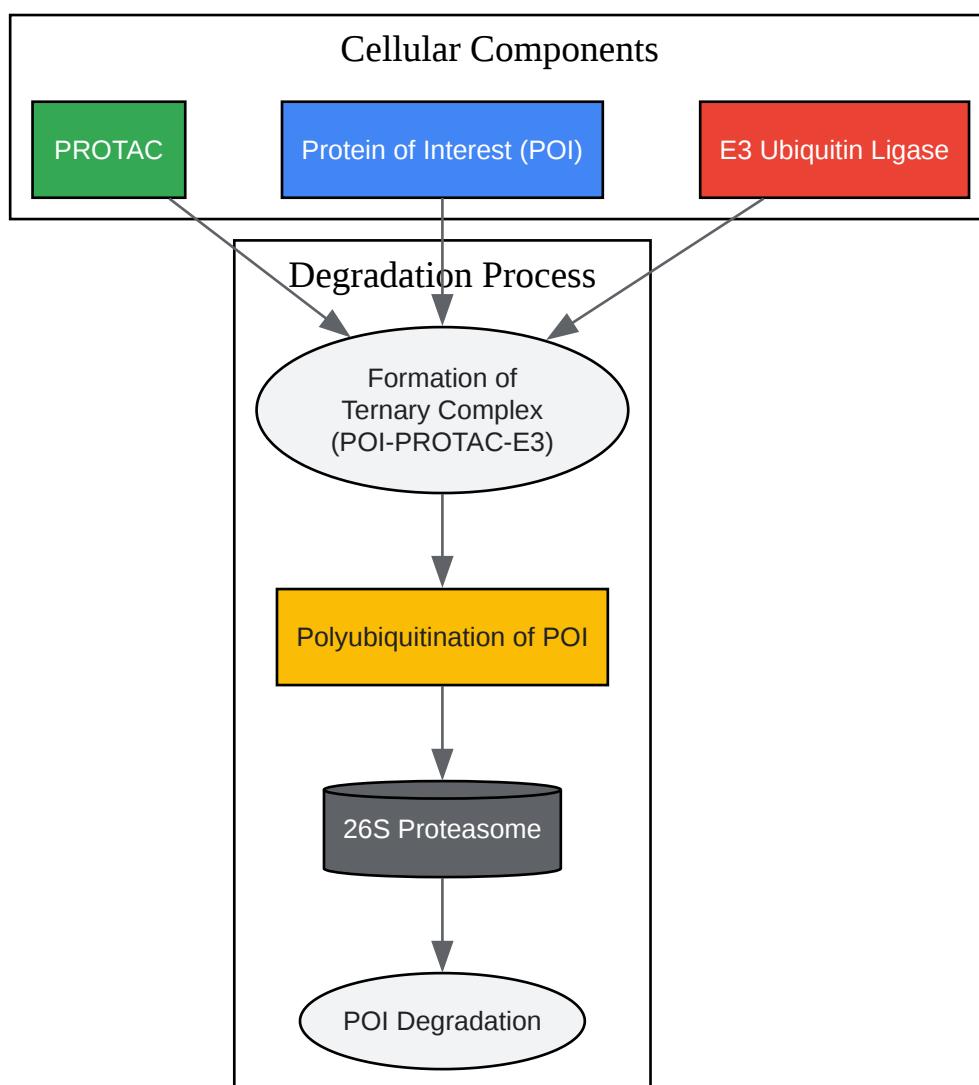 Cellular Components
PROTAC
Protein of Interest (POI)
E3 Ubiquitin Ligase
Degradation Process
Formation of
Ternary Complex
(POI-PROTAC-E3)
Polyubiquitination of POI
26S Proteasome
POI Degradation